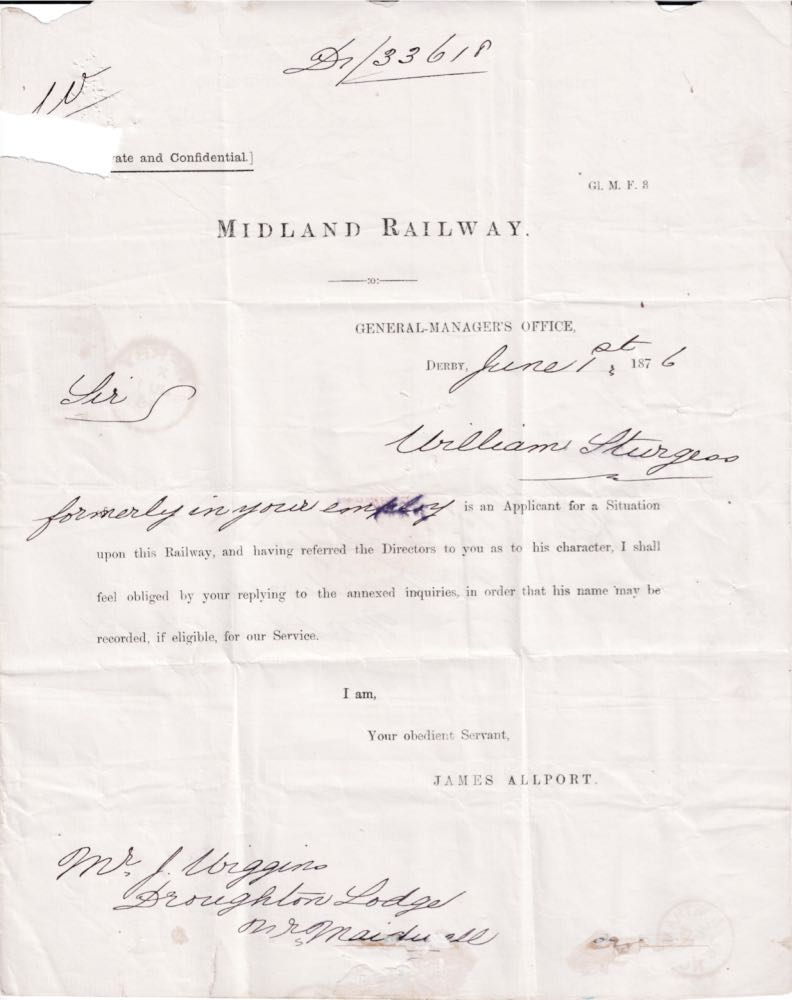 Dr/33618
ate and Confidential.]
Gl. M. F. 3
MIDLAND RAILWAY.
GENERAL-MANAGER'S OFFICE,
DERBY, June 1st 1876
Sir
William Sturgess
formerly in your employ is an Applicant for a Situation
upon this Railway, and having referred the Directors to you as to his character, I shall
feel obliged by your replying to the annexed inquiries, in order that his name may be
recorded, if eligible, for our Service.
I am,
Your obedient Servant,
JAMES ALLPORT.
Mr. J. Wiggins
Droughton Lodge
Nr Maidwell